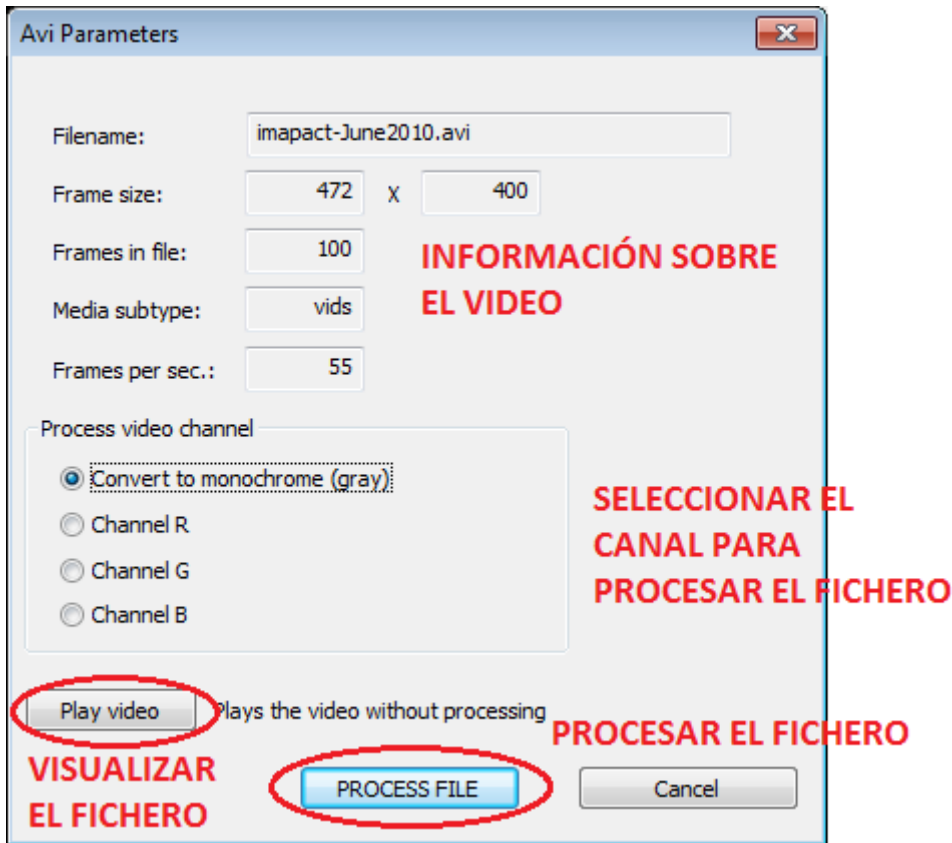 Avi Parameters
Filename: imapact-June2010.avi
Frame size: 472 X 400
Frames in file: 100
INFORMACIÓN SOBRE
EL VIDEO
Media subtype: vids
Frames per sec.: 55
Process video channel
Convert to monochrome (gray)
Channel R
Channel G
Channel B
SELECCIONAR EL
CANAL PARA
PROCESAR EL FICHERO
Play video Plays the video without processing
VISUALIZAR
EL FICHERO
PROCESAR EL FICHERO
PROCESS FILE Cancel